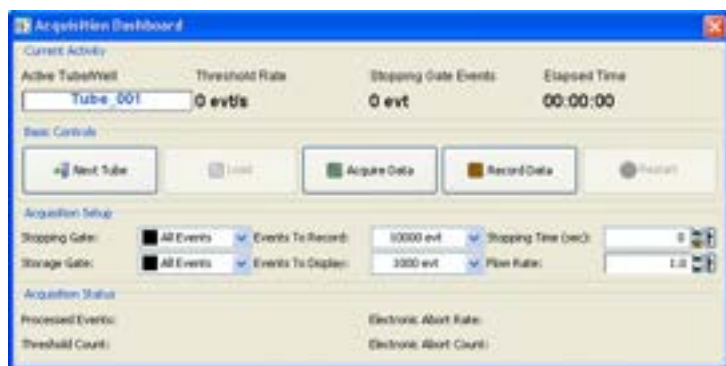 Acquisition Dashboard
Current Activity
Active Tube/Well Threshold Rate Stopping Gate Events Elapsed Time
Tube_001 0 evt/s 0 evt 00:00:00
Basic Controls
Next Tube Load Acquire Data Record Data Restart
Acquisition Setup
Stopping Gate: All Events Events To Record: 10000 evt Stopping Time (sec): 0
Storage Gate: All Events Events To Display: 1000 evt Flow Rate: 1.0
Acquisition Status
Processed Events: Electronic Abort Rate:
Threshold Count: Electronic Abort Count: